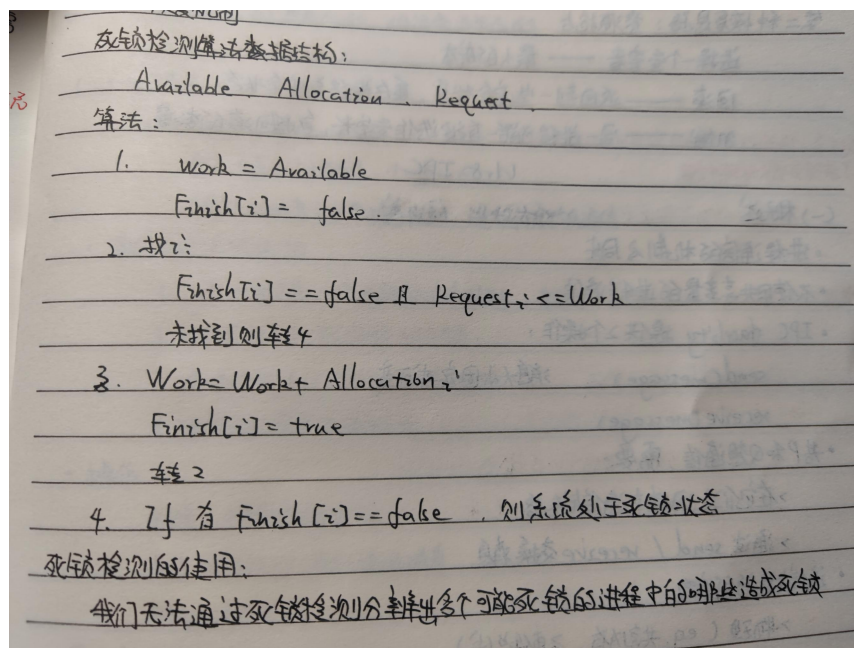 死锁检测算法数据结构:
Available、Allocation、Request.
算法:
1. Work = Available
Finish[i] = false.
2. 找i:
Finish[i] == false 且 Request i <= Work
未找到则转4
3. Work = Work + Allocation i
Finish[i] = true
转2
4. If 有 Finish[i] == false , 则系统处于死锁状态
死锁检测的使用:
我们无法通过死锁检测分辨出多个可能死锁的进程中的哪些造成死锁